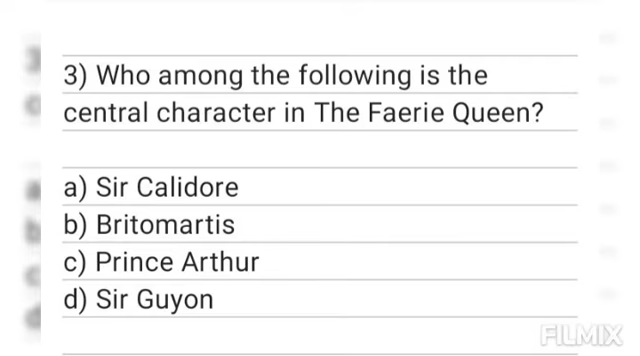 3) Who among the following is the
central character in The Faerie Queen?
a) Sir Calidore
b) Britomartis
c) Prince Arthur
d) Sir Guyon
FILMIX